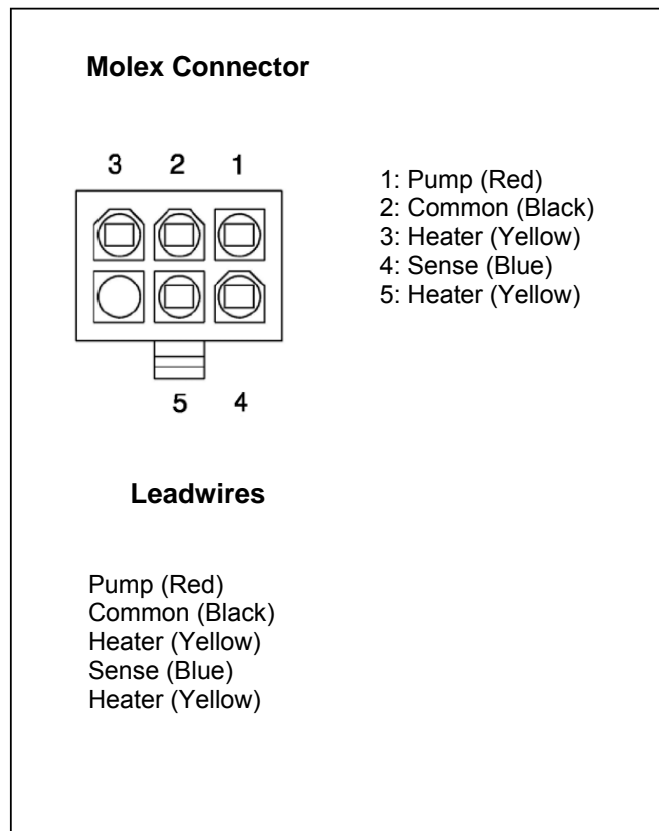 Molex Connector
3 2 1
1: Pump (Red)
2: Common (Black)
3: Heater (Yellow)
4: Sense (Blue)
5: Heater (Yellow)
5 4
Leadwires
Pump (Red)
Common (Black)
Heater (Yellow)
Sense (Blue)
Heater (Yellow)